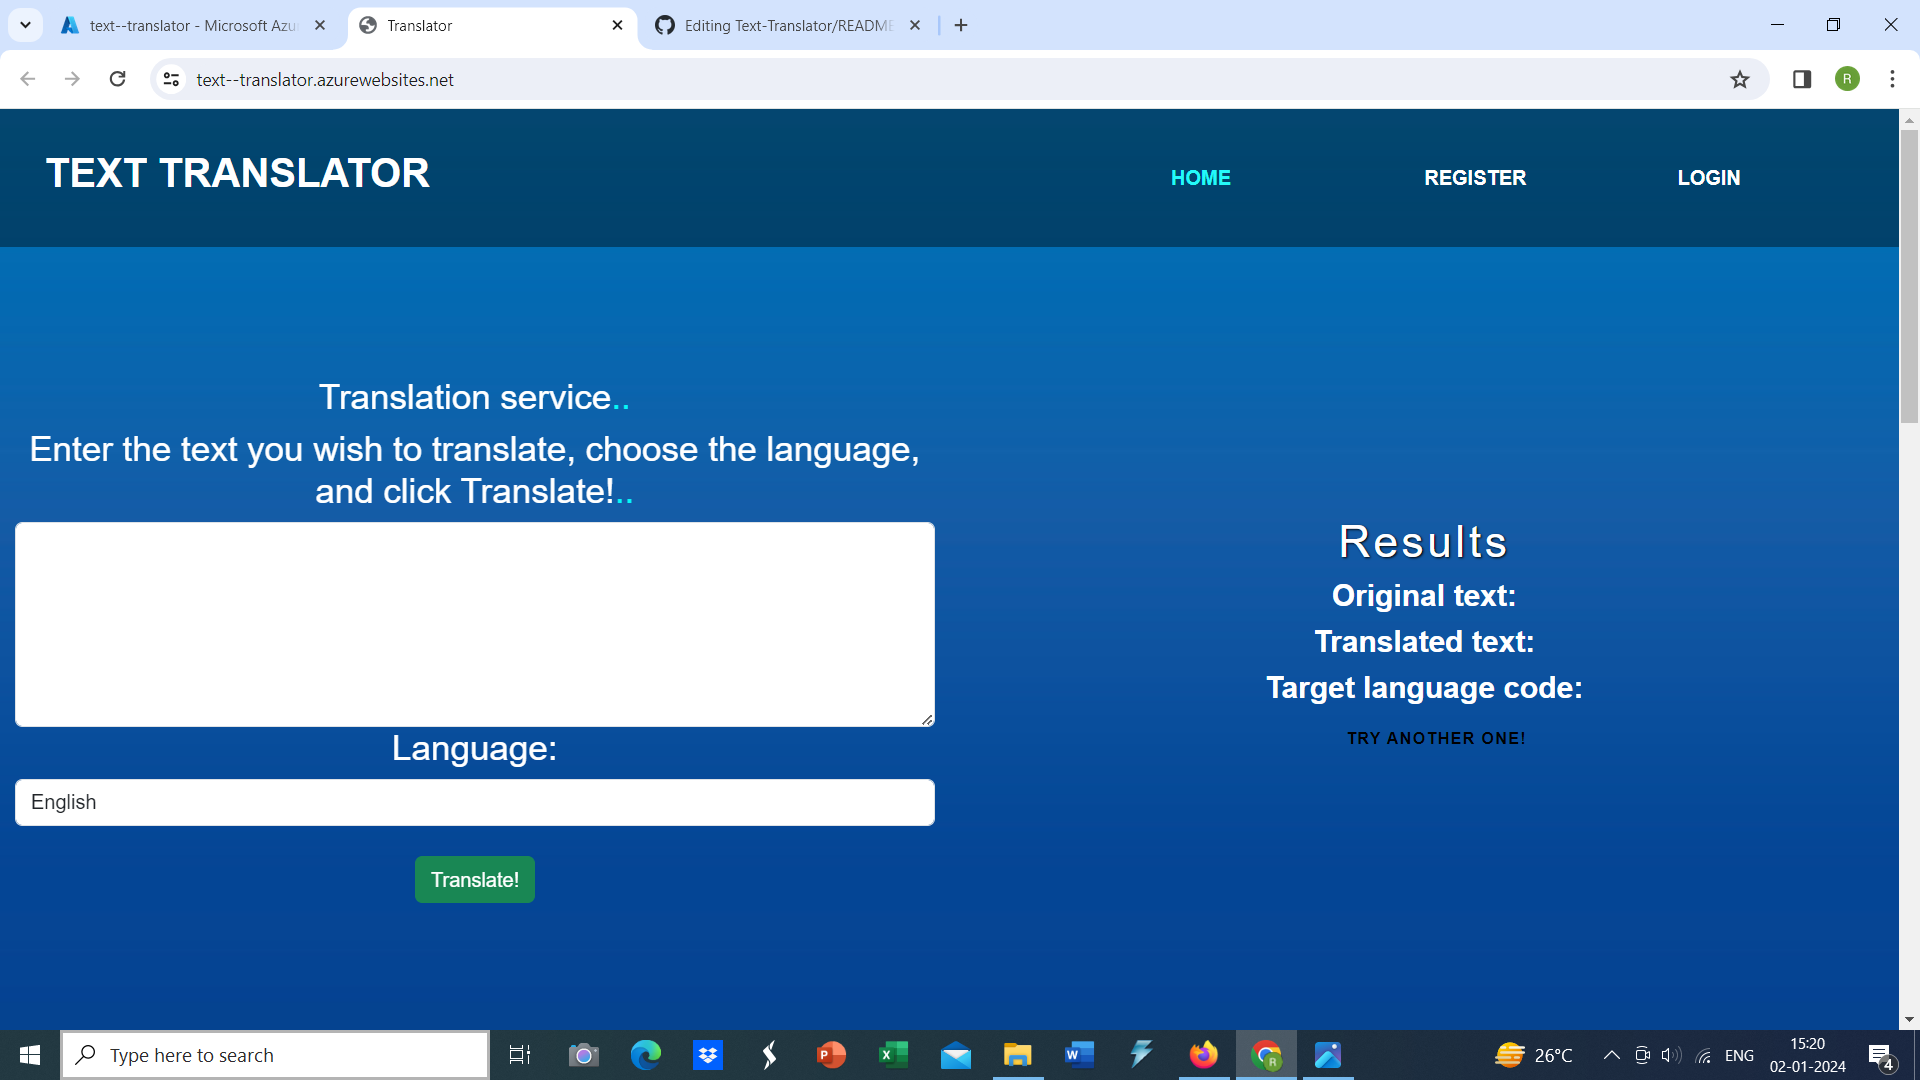 text--translator - Microsoft Azu
Translator
Editing Text-Translator/README
text--translator.azurewebsites.net
R
TEXT TRANSLATOR
HOME
REGISTER
LOGIN
Translation service..
Enter the text you wish to translate, choose the language,
and click Translate!..
Results
Original text:
Translated text:
Target language code:
TRY ANOTHER ONE!
Language:
English
Translate!
Type here to search
26°C
ENG
15:20
02-01-2024
4